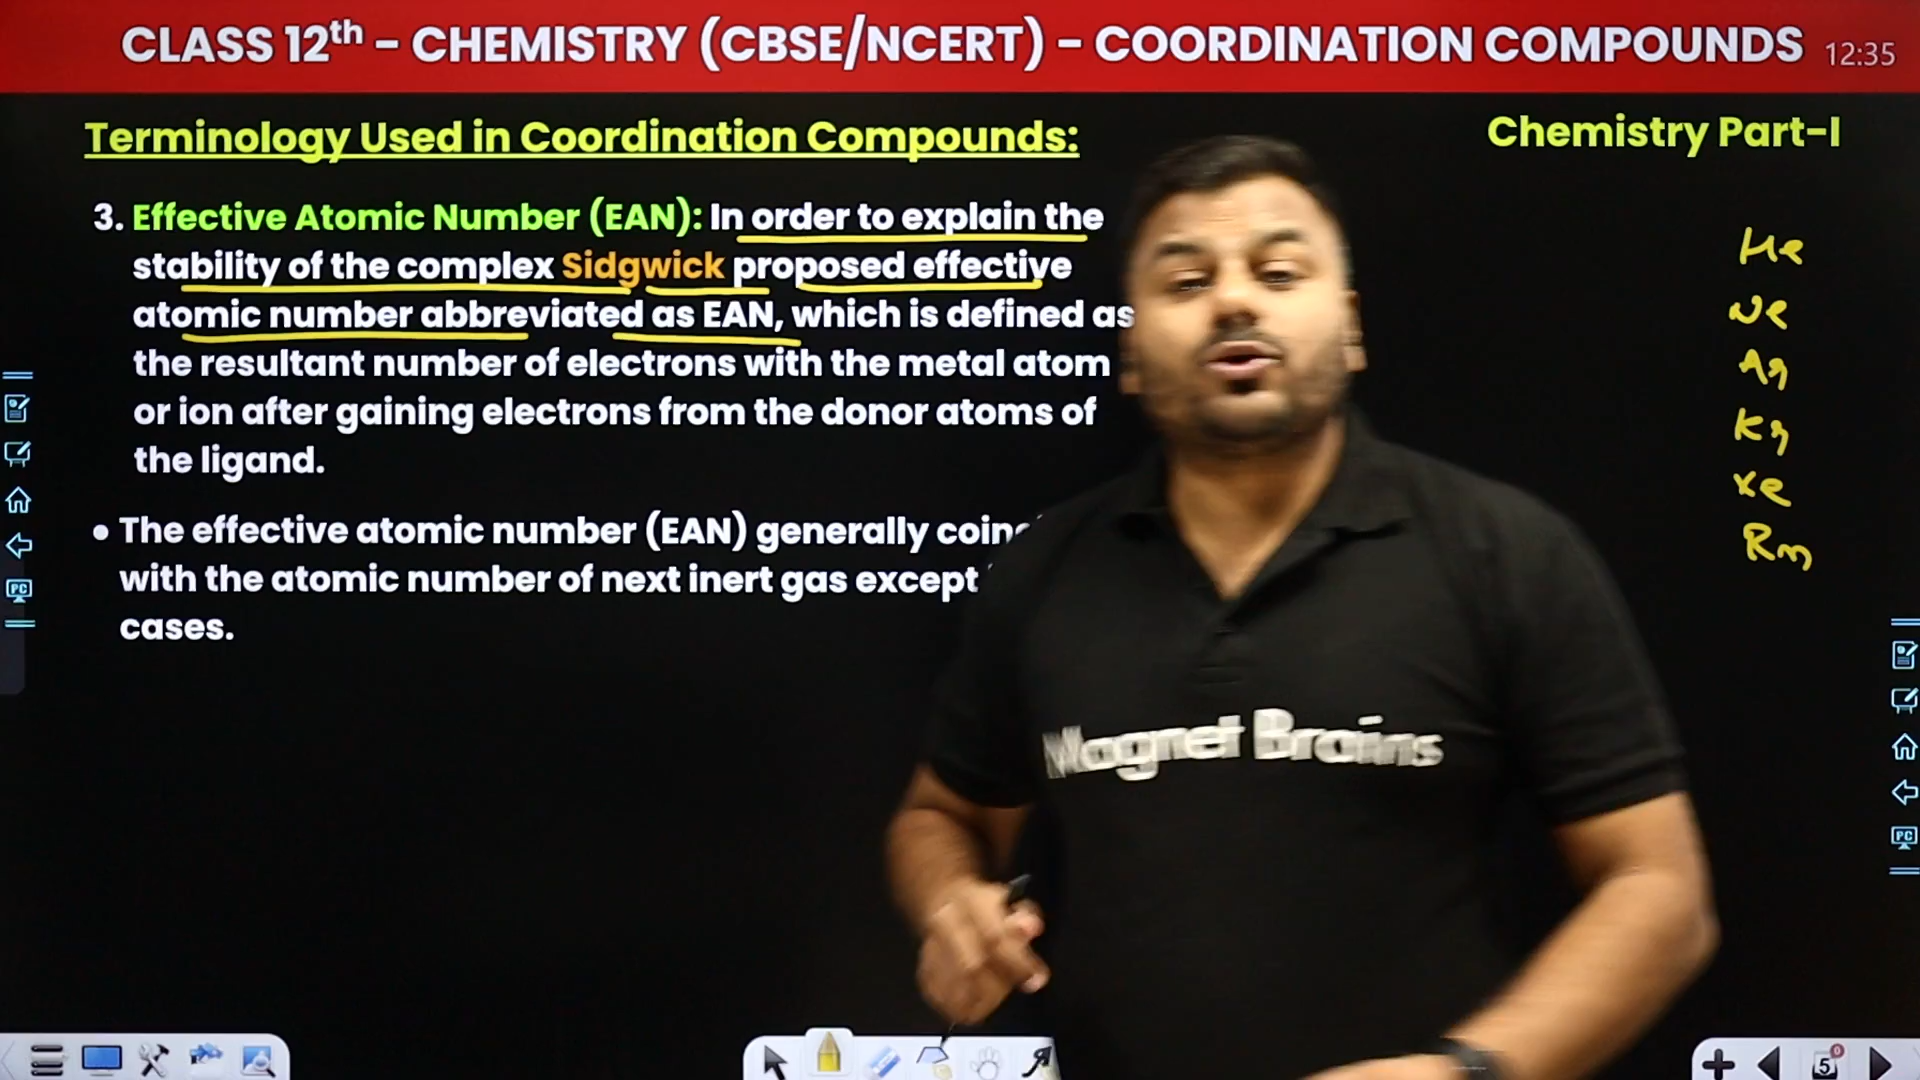 CLASS 12th - CHEMISTRY (CBSE/NCERT) - COORDINATION COMPOUNDS
12:35
Terminology Used in Coordination Compounds:
Chemistry Part-I
3. Effective Atomic Number (EAN): In order to explain the
stability of the complex Sidgwick proposed effective
atomic number abbreviated as EAN, which is defined as
the resultant number of electrons with the metal atom
or ion after gaining electrons from the donor atoms of
the ligand.
• The effective atomic number (EAN) generally
with the atomic number of next inert gas except
cases.
He
Ne
Ar
Kr
Xe
Rn
Magnet Brains
PC
PC
5
0